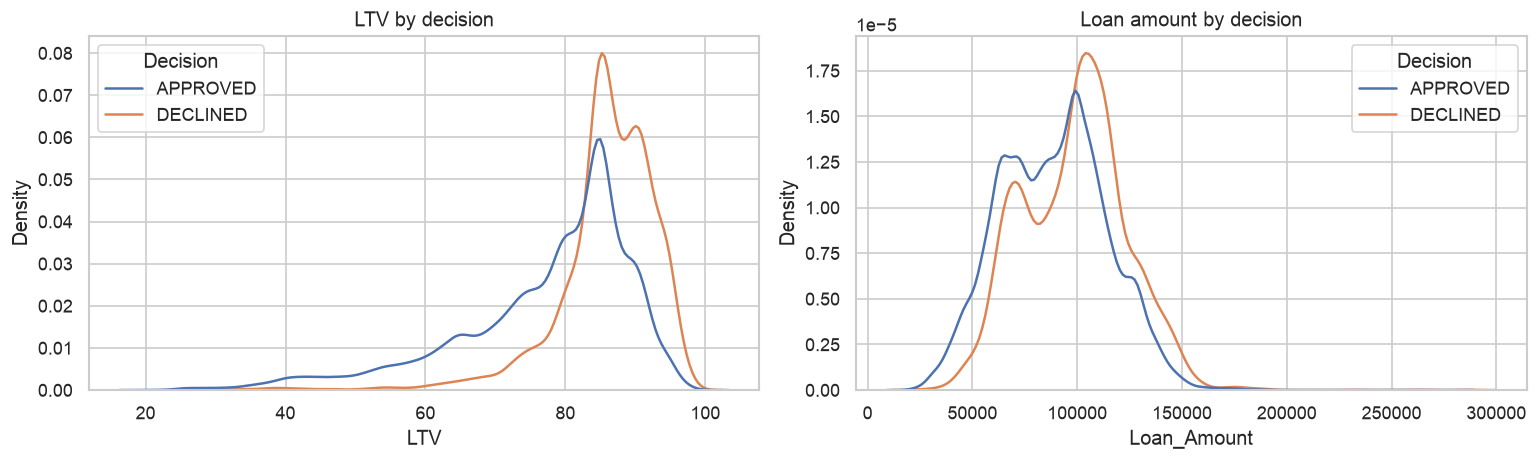 LTV by decision
Decision
APPROVED
DECLINED
0.08
0.07
0.06
0.05
0.04
0.03
0.02
0.01
0.00
Density
20 40 60 80 100
LTV
Loan amount by decision
1e−5
Decision
APPROVED
DECLINED
1.75
1.50
1.25
1.00
0.75
0.50
0.25
0.00
Density
0 50000 100000 150000 200000 250000 300000
Loan_Amount